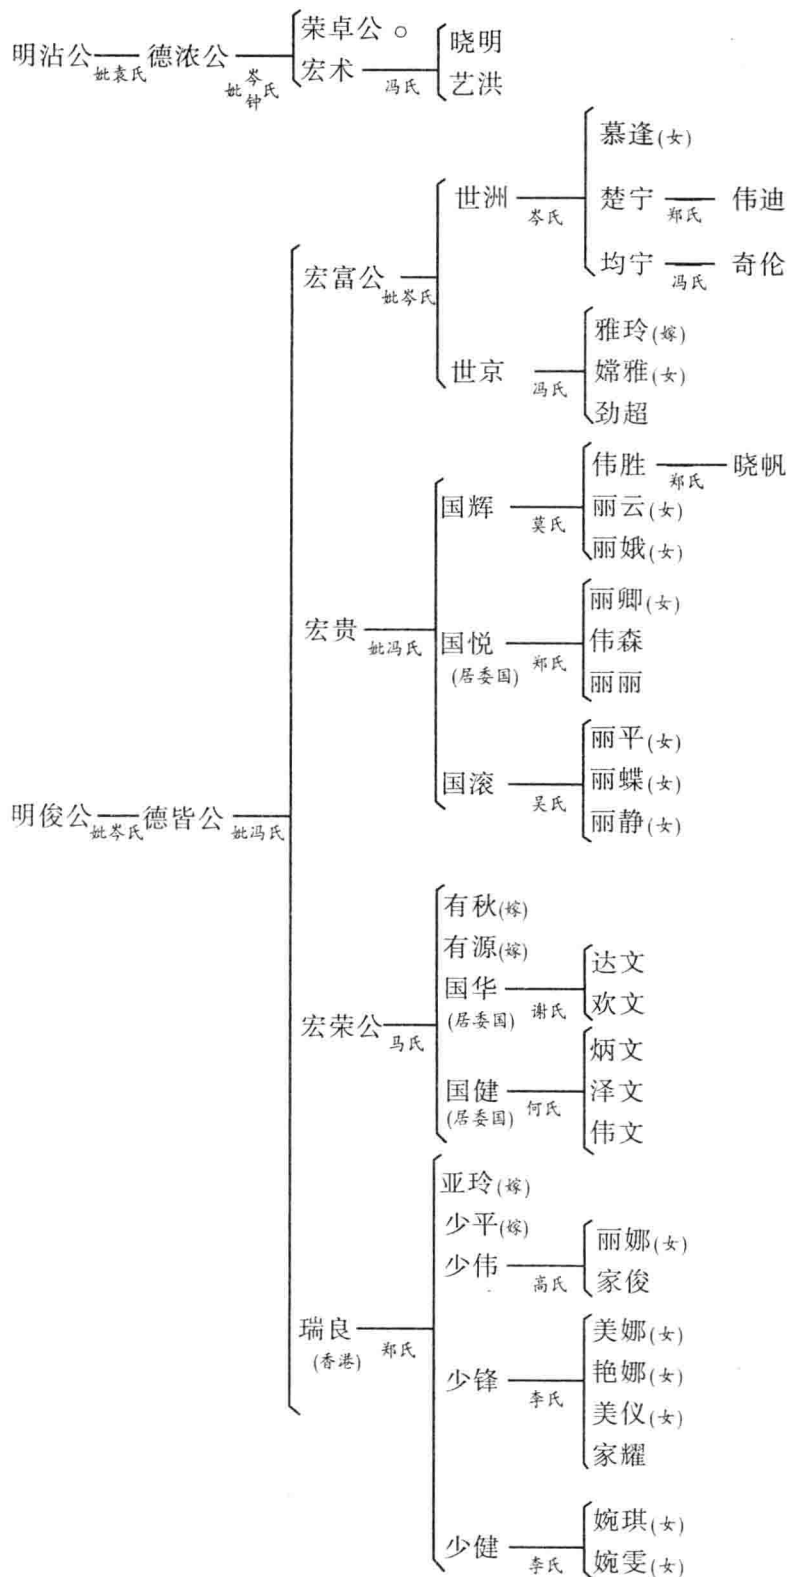 荣卓公 ○
晓明
明沾公 妣袁氏 德浓公 妣岑钟氏
宏术 冯氏
艺洪
慕逢(女)
世洲 岑氏
楚宁 郑氏 伟迪
均宁 冯氏 奇伦
宏富公 妣岑氏
雅玲(嫁)
世京 冯氏
嫦雅(女)
劲超
伟胜 郑氏 晓帆
国辉 莫氏
丽云(女)
丽娥(女)
丽卿(女)
宏贵 妣冯氏
国悦 郑氏
伟森
(居委国)
丽丽
丽平(女)
国滚 吴氏
丽蝶(女)
明俊公 妣岑氏 德皆公 妣冯氏
丽静(女)
有秋(嫁)
有源(嫁)
达文
国华 谢氏
(居委国)
欢文
宏荣公 马氏
炳文
国健 何氏
(居委国)
泽文
伟文
亚玲(嫁)
少平(嫁)
丽娜(女)
少伟 高氏
家俊
瑞良 郑氏
(香港)
美娜(女)
少锋 李氏
艳娜(女)
美仪(女)
家耀
婉琪(女)
少健 李氏
婉雯(女)